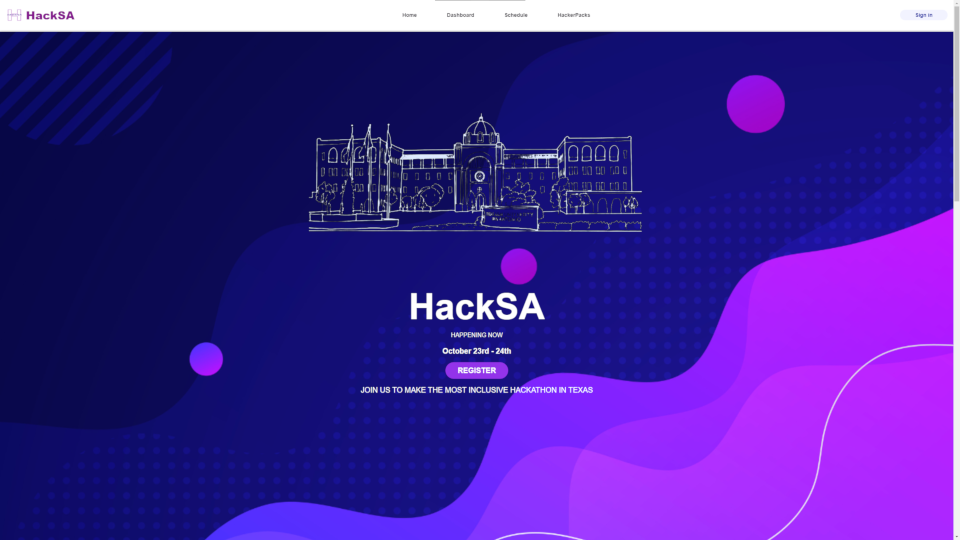 HackSA
Home Dashboard Schedule HackerPacks Sign in
HackSA
HAPPENING NOW
October 23rd - 24th
REGISTER
JOIN US TO MAKE THE MOST INCLUSIVE HACKATHON IN TEXAS